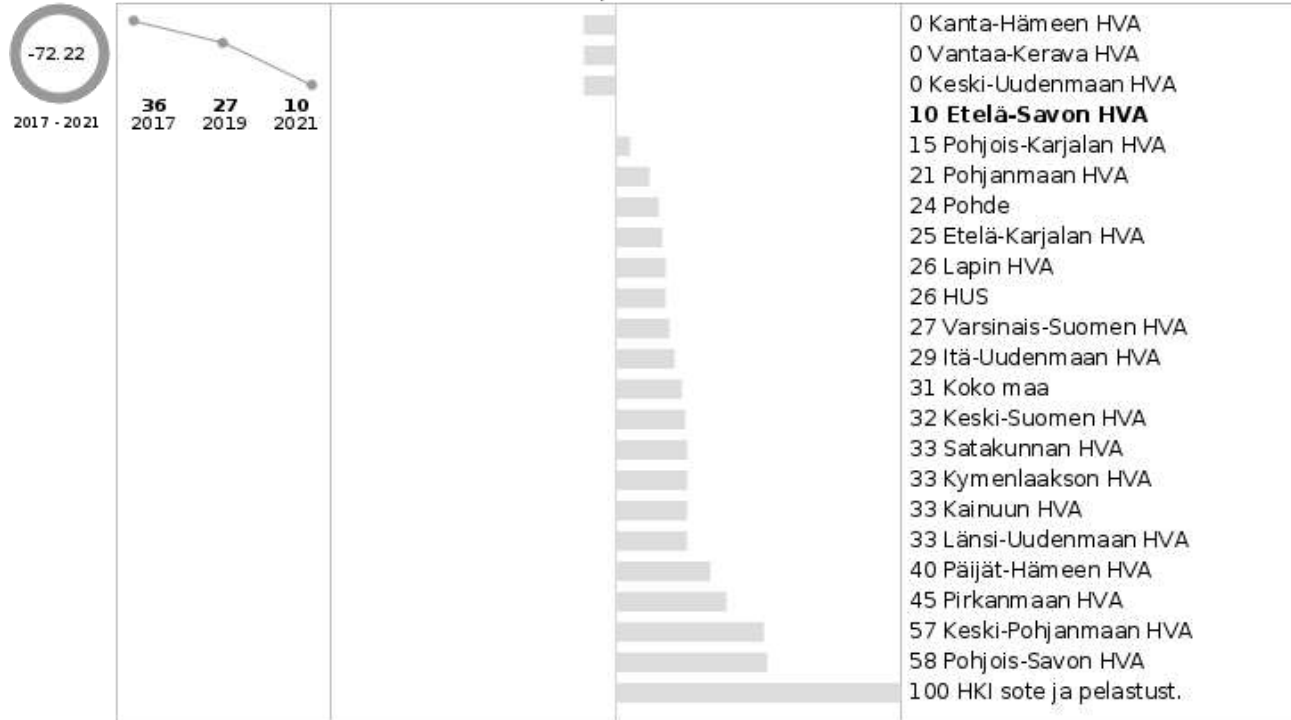 -72.22
2017 - 2021
36 27 10
2017 2019 2021
0 Kanta-Hämeen HVA
0 Vantaa-Kerava HVA
0 Keski-Uudenmaan HVA
10 Etelä-Savon HVA
15 Pohjois-Karjalan HVA
21 Pohjanmaan HVA
24 Pohde
25 Etelä-Karjalan HVA
26 Lapin HVA
26 HUS
27 Varsinais-Suomen HVA
29 Itä-Uudenmaan HVA
31 Koko maa
32 Keski-Suomen HVA
33 Satakunnan HVA
33 Kymenlaakson HVA
33 Kainuun HVA
33 Länsi-Uudenmaan HVA
40 Päijät-Hämeen HVA
45 Pirkanmaan HVA
57 Keski-Pohjanmaan HVA
58 Pohjois-Savon HVA
100 HKI sote ja pelastust.